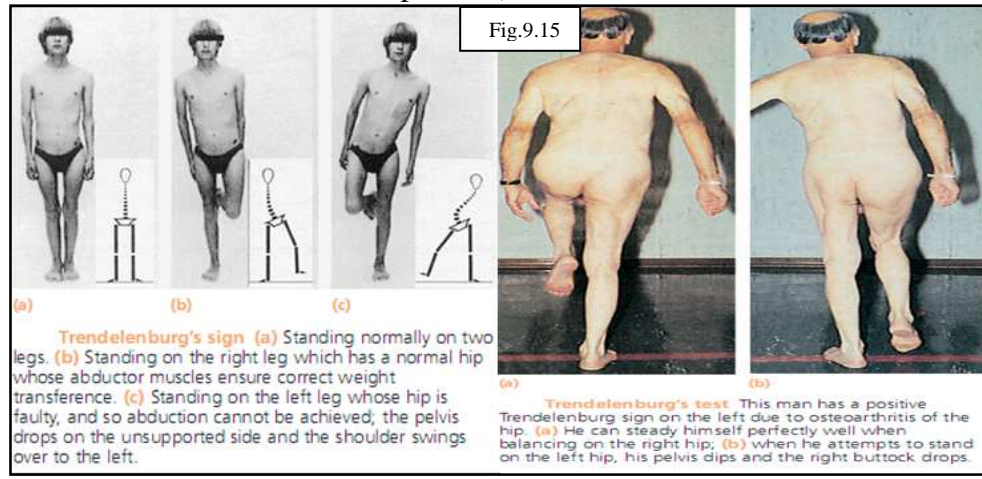 Fig.9.15
(a)
(b)
(c)
Trendelenburg's sign (a) Standing normally on two
legs. (b) Standing on the right leg which has a normal hip
whose abductor muscles ensure correct weight
transference. (c) Standing on the left leg whose hip is
faulty, and so abduction cannot be achieved; the pelvis
drops on the unsupported side and the shoulder swings
over to the left.
(a)
(b)
Trendelenburg's test This man has a positive
Trendelenburg sign on the left due to osteoarthritis of the
hip. (a) He can steady himself perfectly well when
balancing on the right hip; (b) when he attempts to stand
on the left hip, his pelvis dips and the right buttock drops.